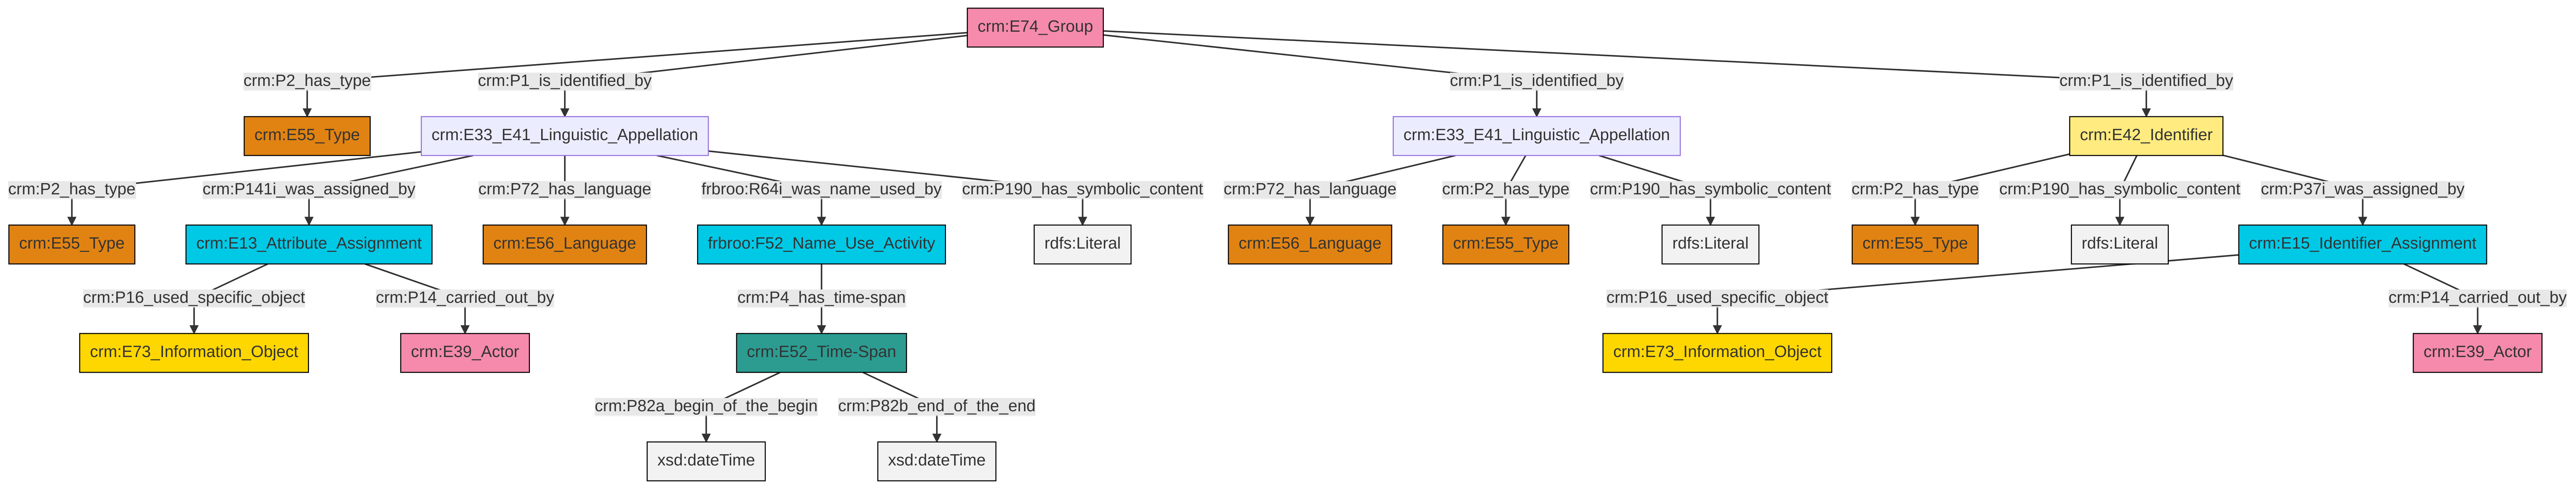 crm:E74_Group
crm:P2_has_type crm:P1_is_identified_by crm:P1_is_identified_by crm:P1_is_identified_by
crm:E55_Type crm:E33_E41_Linguistic_Appellation crm:E33_E41_Linguistic_Appellation crm:E42_Identifier
crm:P2_has_type crm:P141i_was_assigned_by crm:P72_has_language frbroo:R64i_was_name_used_by crm:P190_has_symbolic_content crm:P72_has_language crm:P2_has_type crm:P190_has_symbolic_content crm:P2_has_type crm:P190_has_symbolic_content crm:P37i_was_assigned_by
crm:E55_Type crm:E13_Attribute_Assignment crm:E56_Language frbroo:F52_Name_Use_Activity rdfs:Literal crm:E56_Language crm:E55_Type rdfs:Literal crm:E55_Type rdfs:Literal crm:E15_Identifier_Assignment
crm:P16_used_specific_object crm:P14_carried_out_by crm:P4_has_time-span crm:P16_used_specific_object crm:P14_carried_out_by
crm:E73_Information_Object crm:E39_Actor crm:E52_Time-Span crm:E73_Information_Object crm:E39_Actor
crm:P82a_begin_of_the_begin crm:P82b_end_of_the_end
xsd:dateTime xsd:dateTime